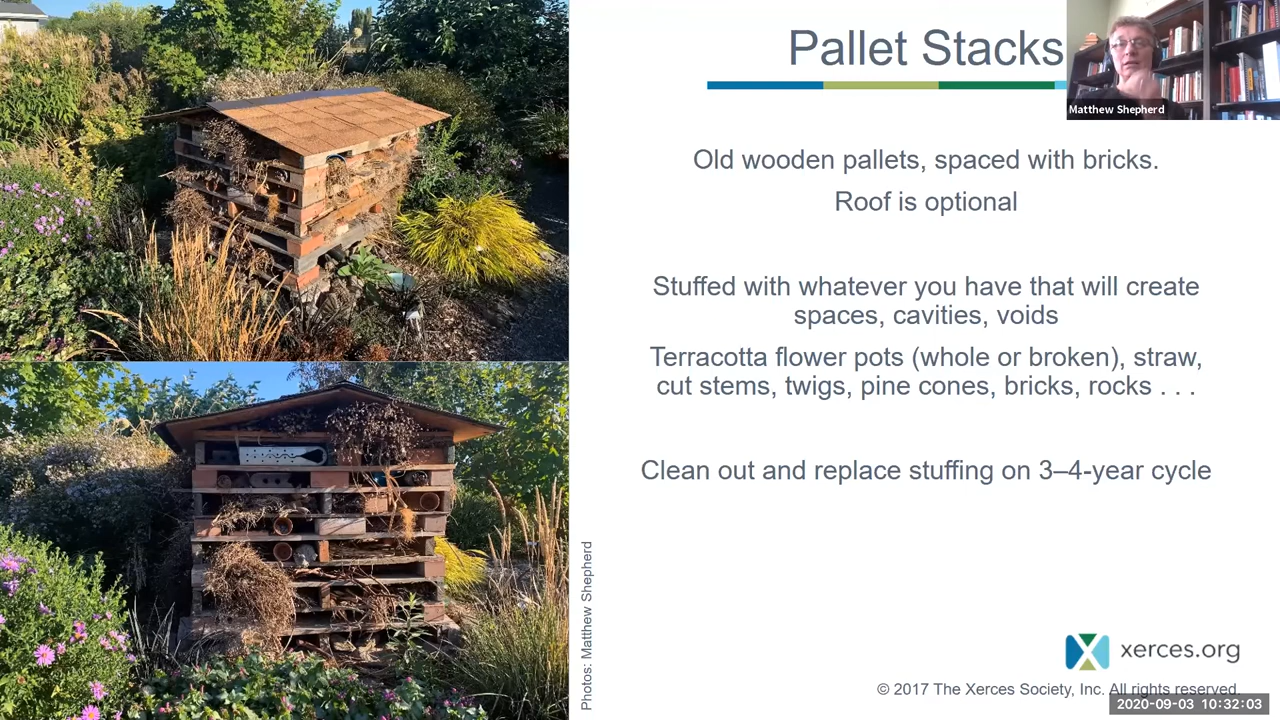 Pallet Stacks
Matthew Shepherd
Old wooden pallets, spaced with bricks.
Roof is optional
Stuffed with whatever you have that will create
spaces, cavities, voids
Terracotta flower pots (whole or broken), straw,
cut stems, twigs, pine cones, bricks, rocks . . .
Clean out and replace stuffing on 3–4-year cycle
Photos: Matthew Shepherd
xerces.org
© 2017 The Xerces Society, Inc. All rights reserved.
2020-09-03 10:32:03